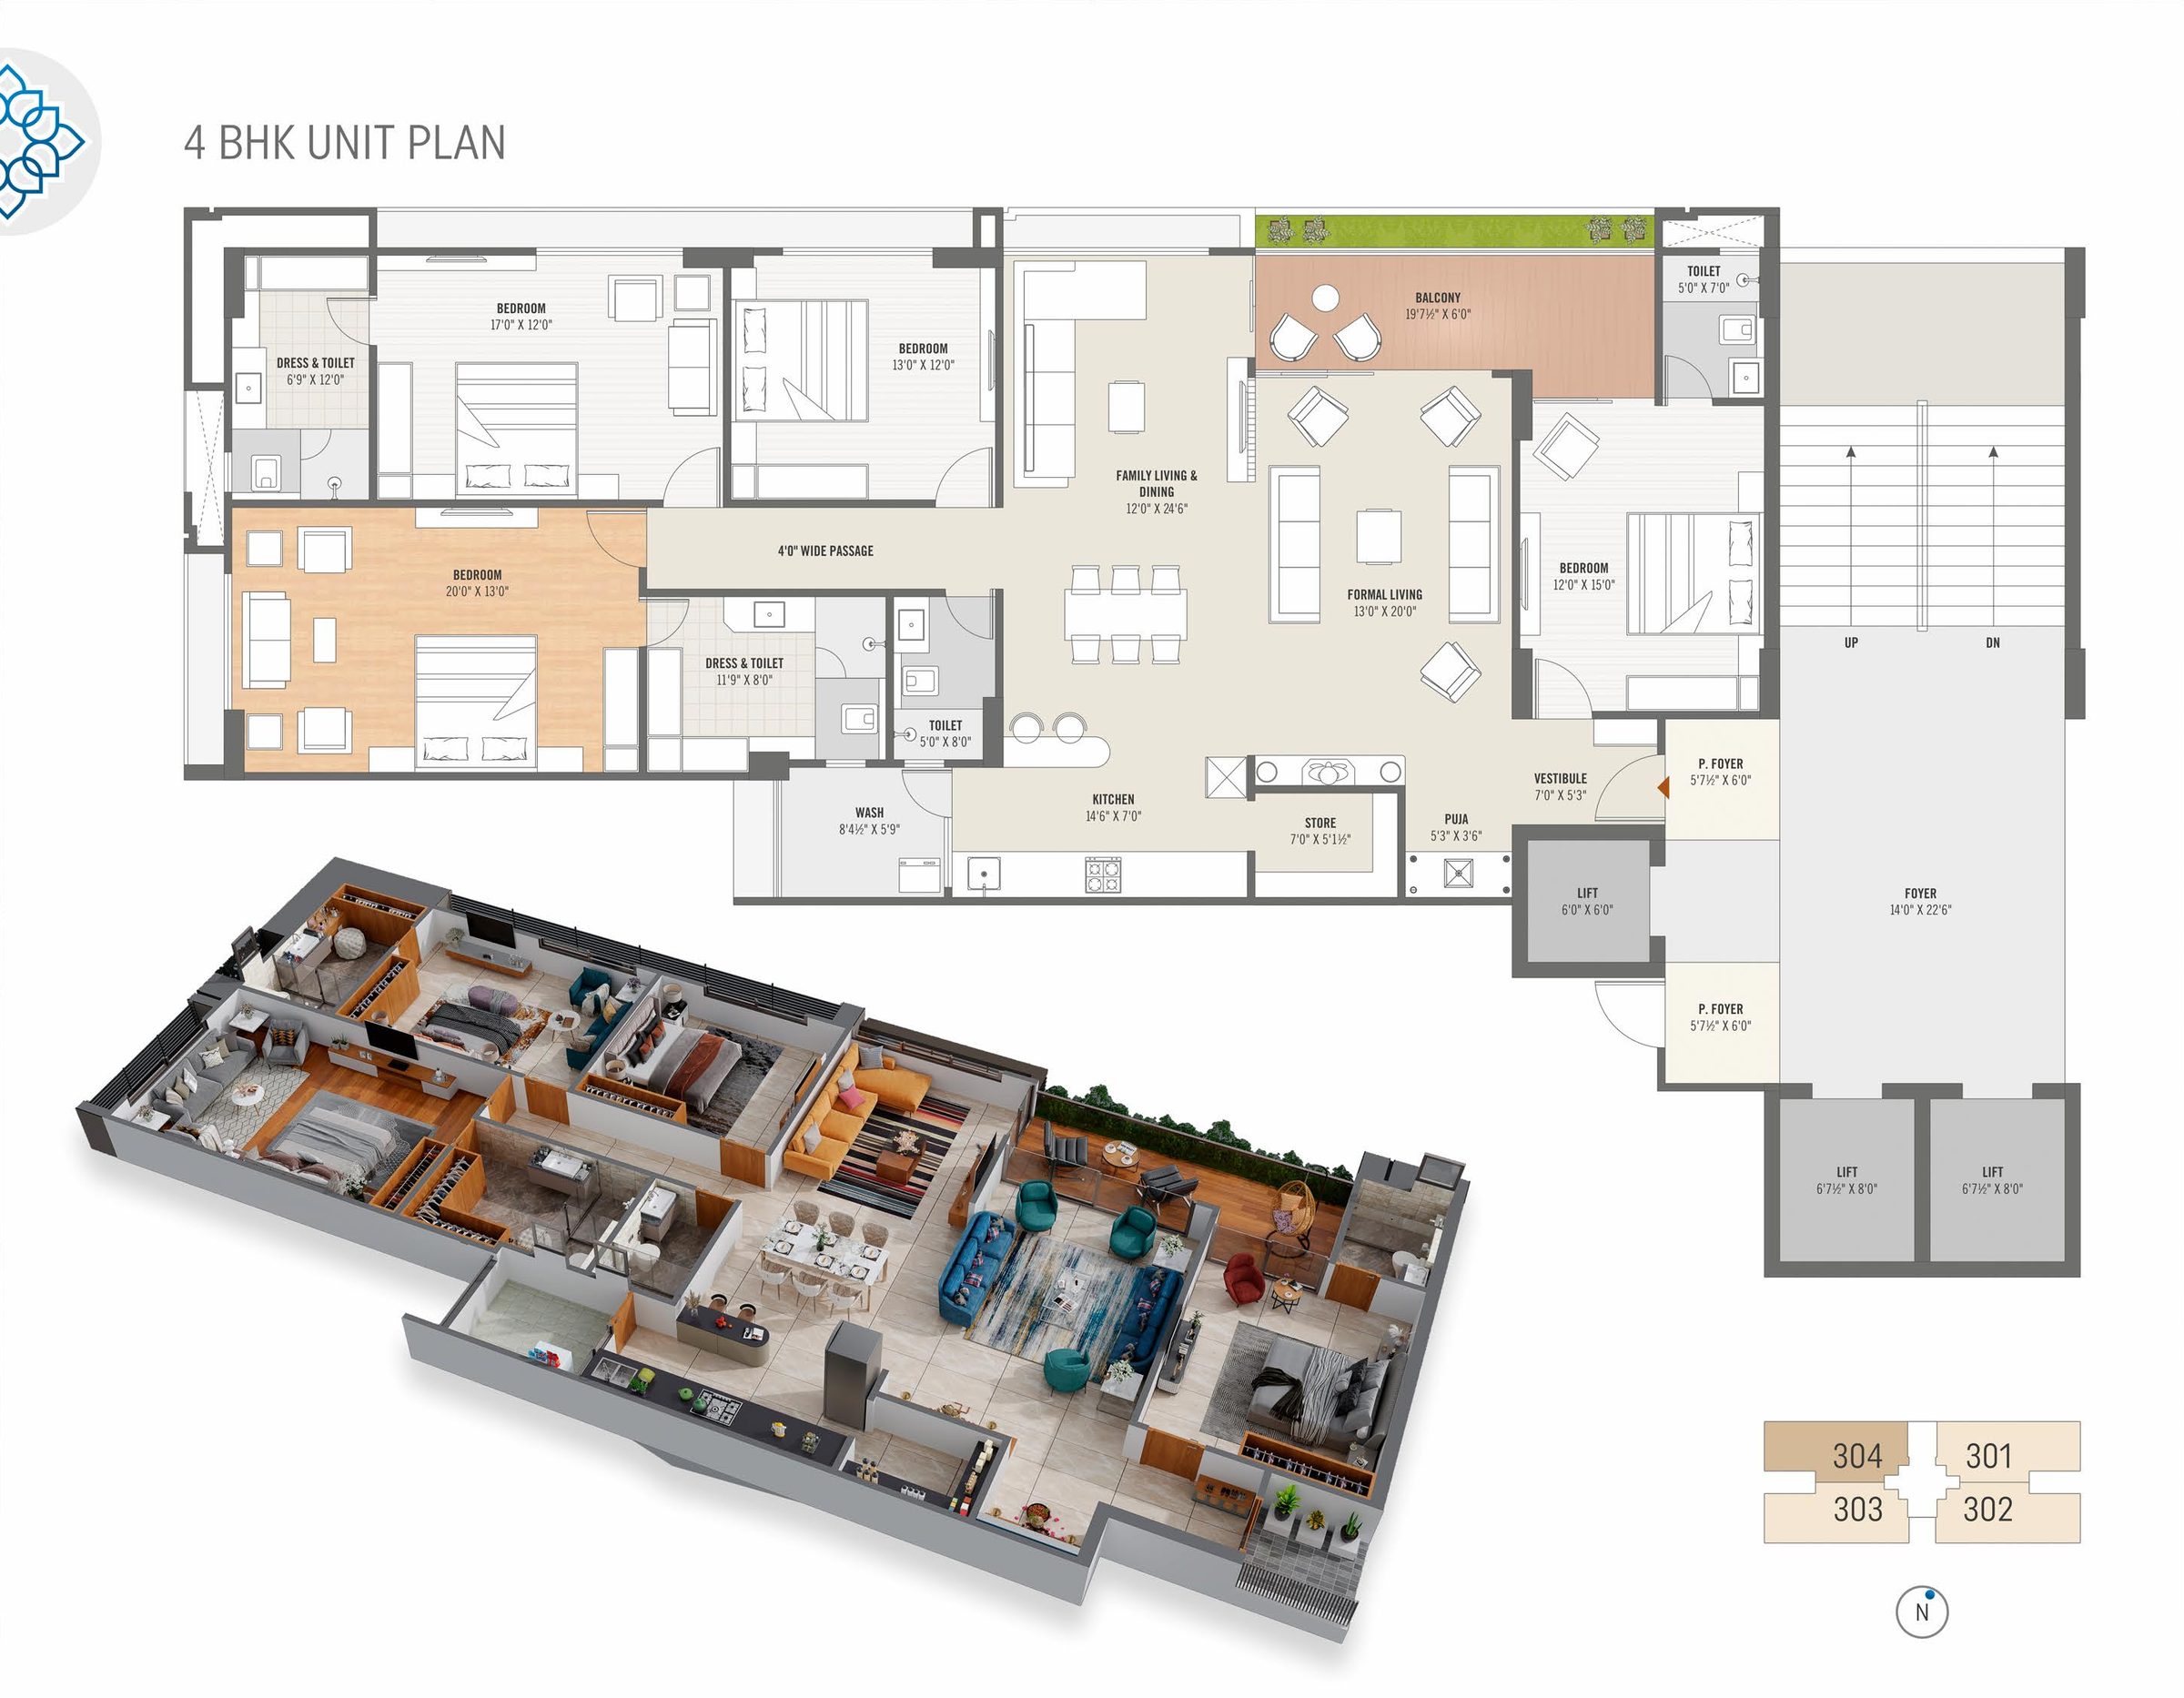 4 BHK UNIT PLAN
TOILET
5'0" X 7'0"
BEDROOM
17'0" X 12'0"
BALCONY
19'7½" X 6'0"
BEDROOM
13'0" X 12'0"
DRESS & TOILET
6'9" X 12'0"
FAMILY LIVING &
DINING
12'0" X 24'6"
4'0" WIDE PASSAGE
BEDROOM
20'0" X 13'0"
BEDROOM
12'0" X 15'0"
FORMAL LIVING
13'0" X 20'0"
UP
DN
DRESS & TOILET
11'9" X 8'0"
TOILET
5'0" X 8'0"
P. FOYER
5'7½" X 6'0"
VESTIBULE
7'0" X 5'3"
KITCHEN
14'6" X 7'0"
WASH
8'4½" X 5'9"
STORE
7'0" X 5'1½"
PUJA
5'3" X 3'6"
LIFT
6'0" X 6'0"
FOYER
14'0" X 22'6"
P. FOYER
5'7½" X 6'0"
LIFT
6'7½" X 8'0"
LIFT
6'7½" X 8'0"
304
301
303
302
N